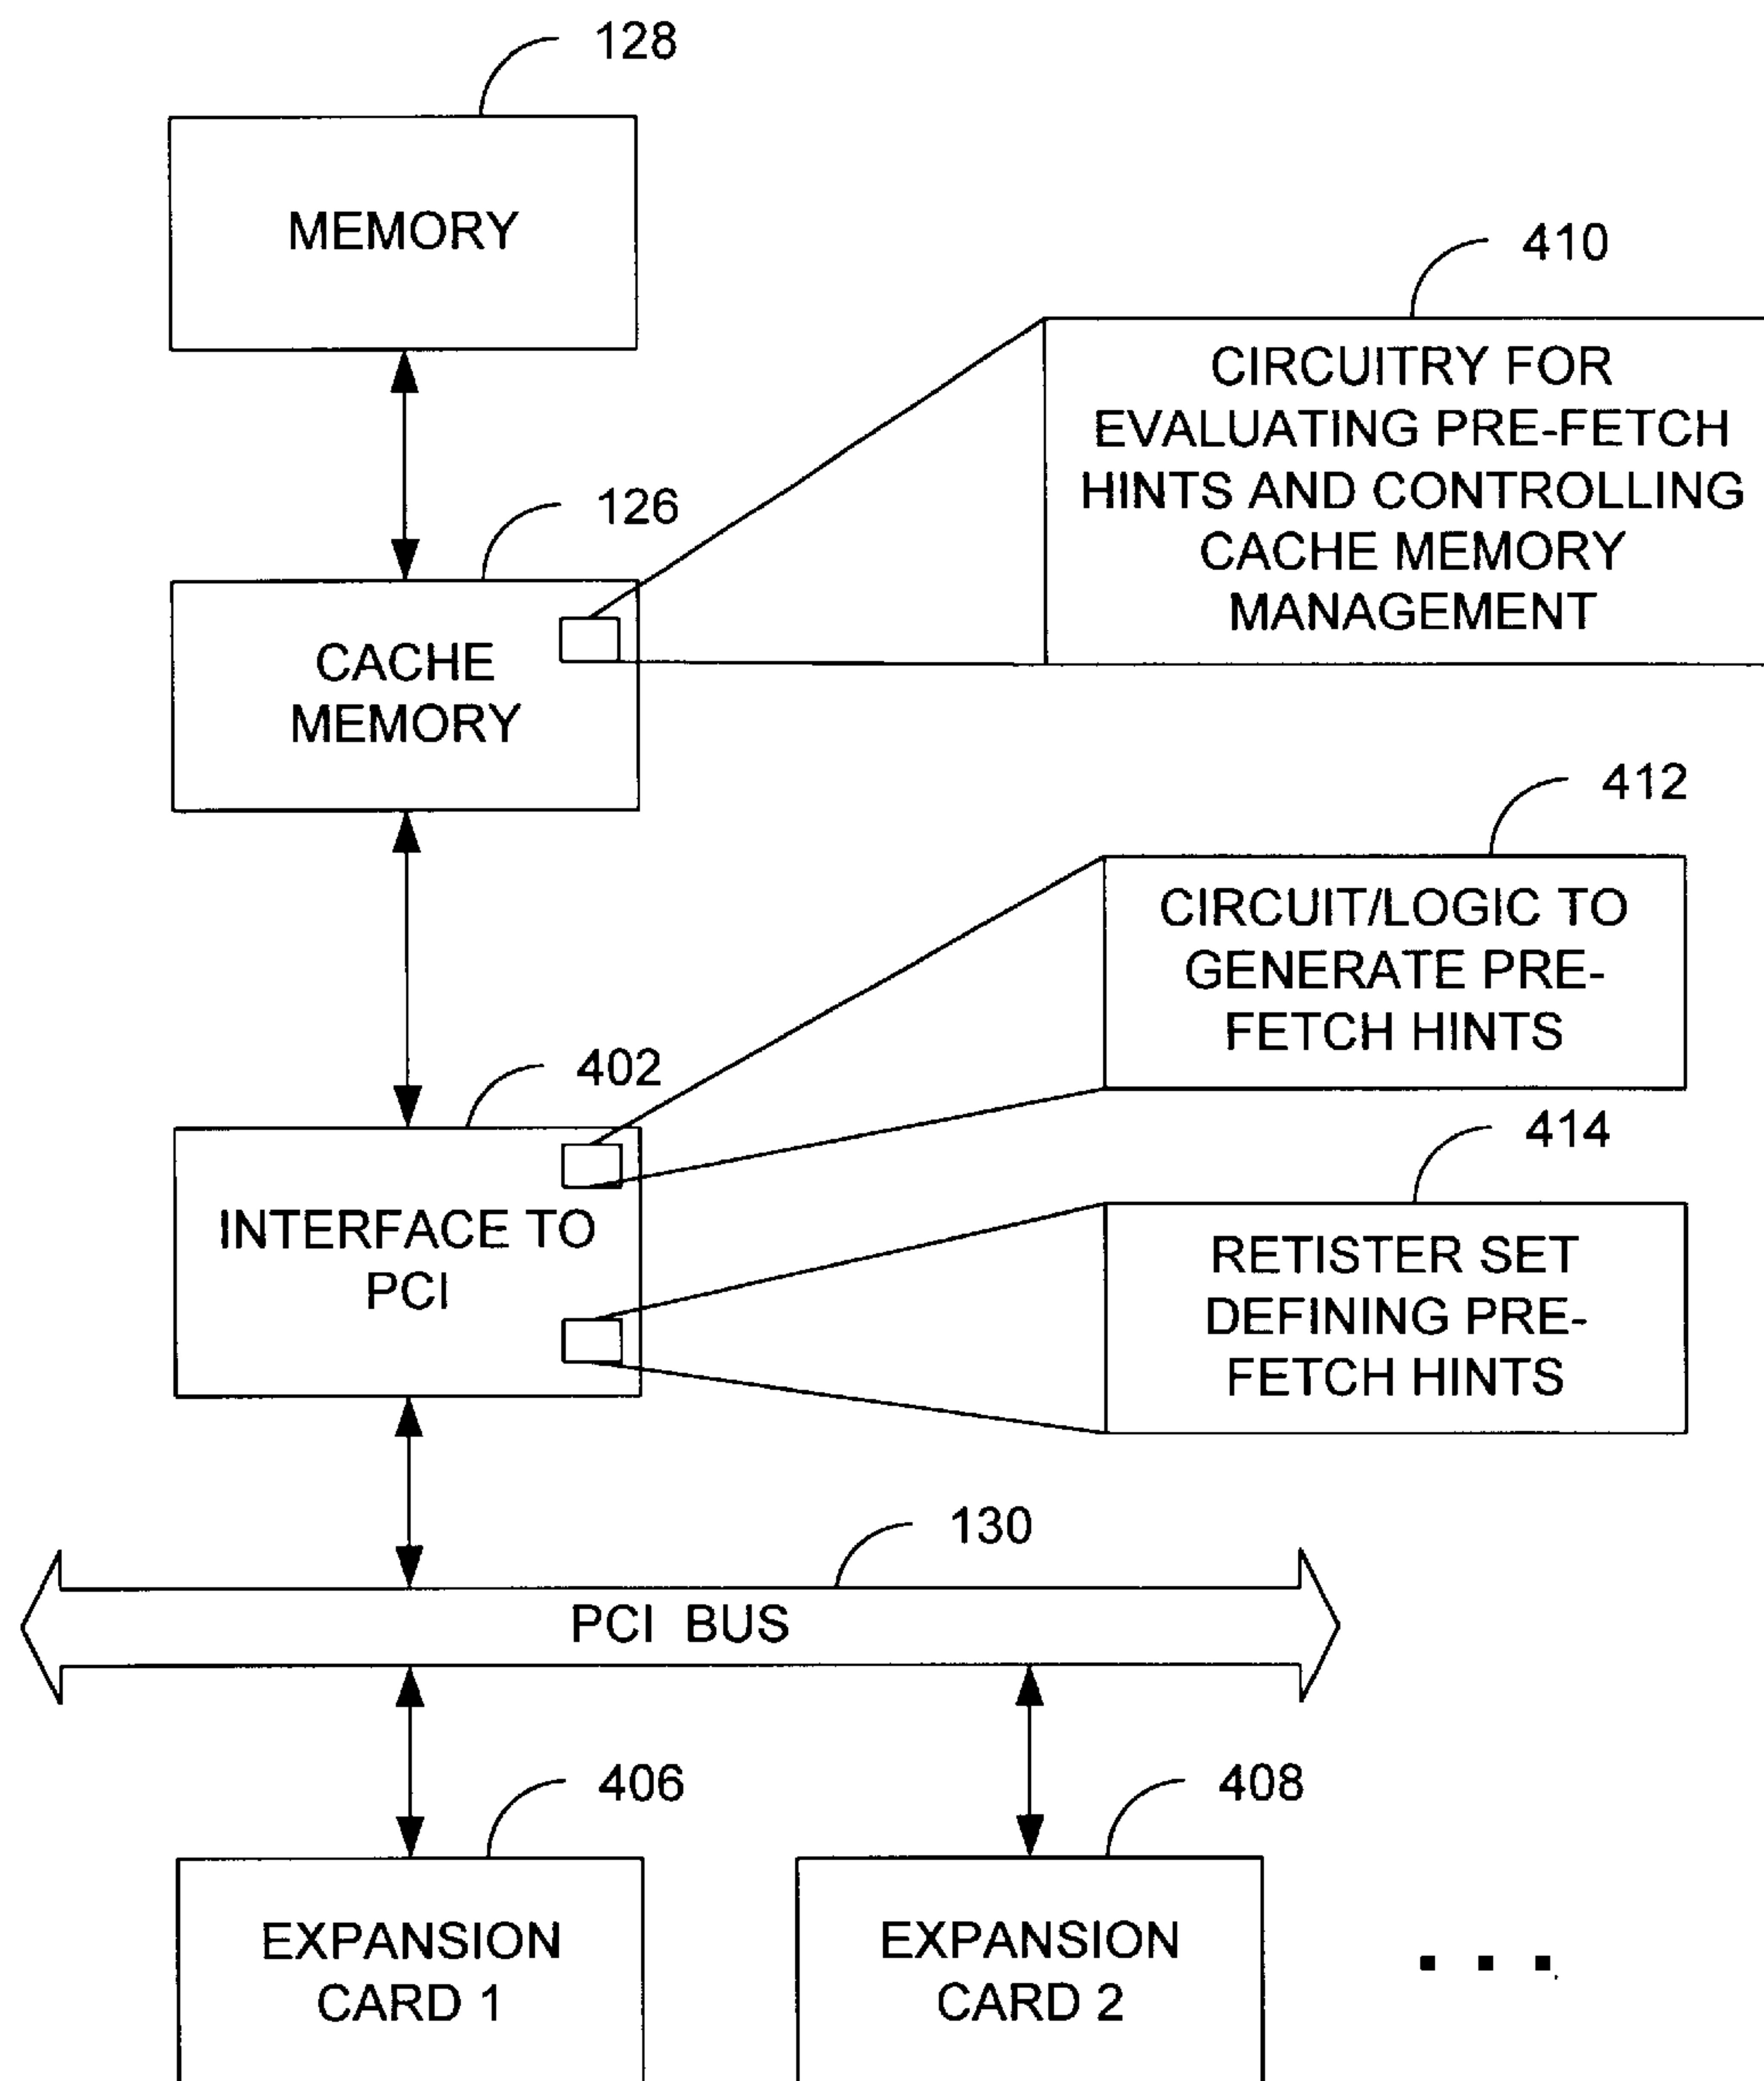 128
MEMORY
410
CIRCUITRY FOR
EVALUATING PRE-FETCH
HINTS AND CONTROLLING
CACHE MEMORY
MANAGEMENT
126
CACHE
MEMORY
412
CIRCUIT/LOGIC TO
GENERATE PRE-
FETCH HINTS
402
INTERFACE TO
PCI
414
RETISTER SET
DEFINING PRE-
FETCH HINTS
130
PCI BUS
406
EXPANSION
CARD 1
408
EXPANSION
CARD 2
. . .